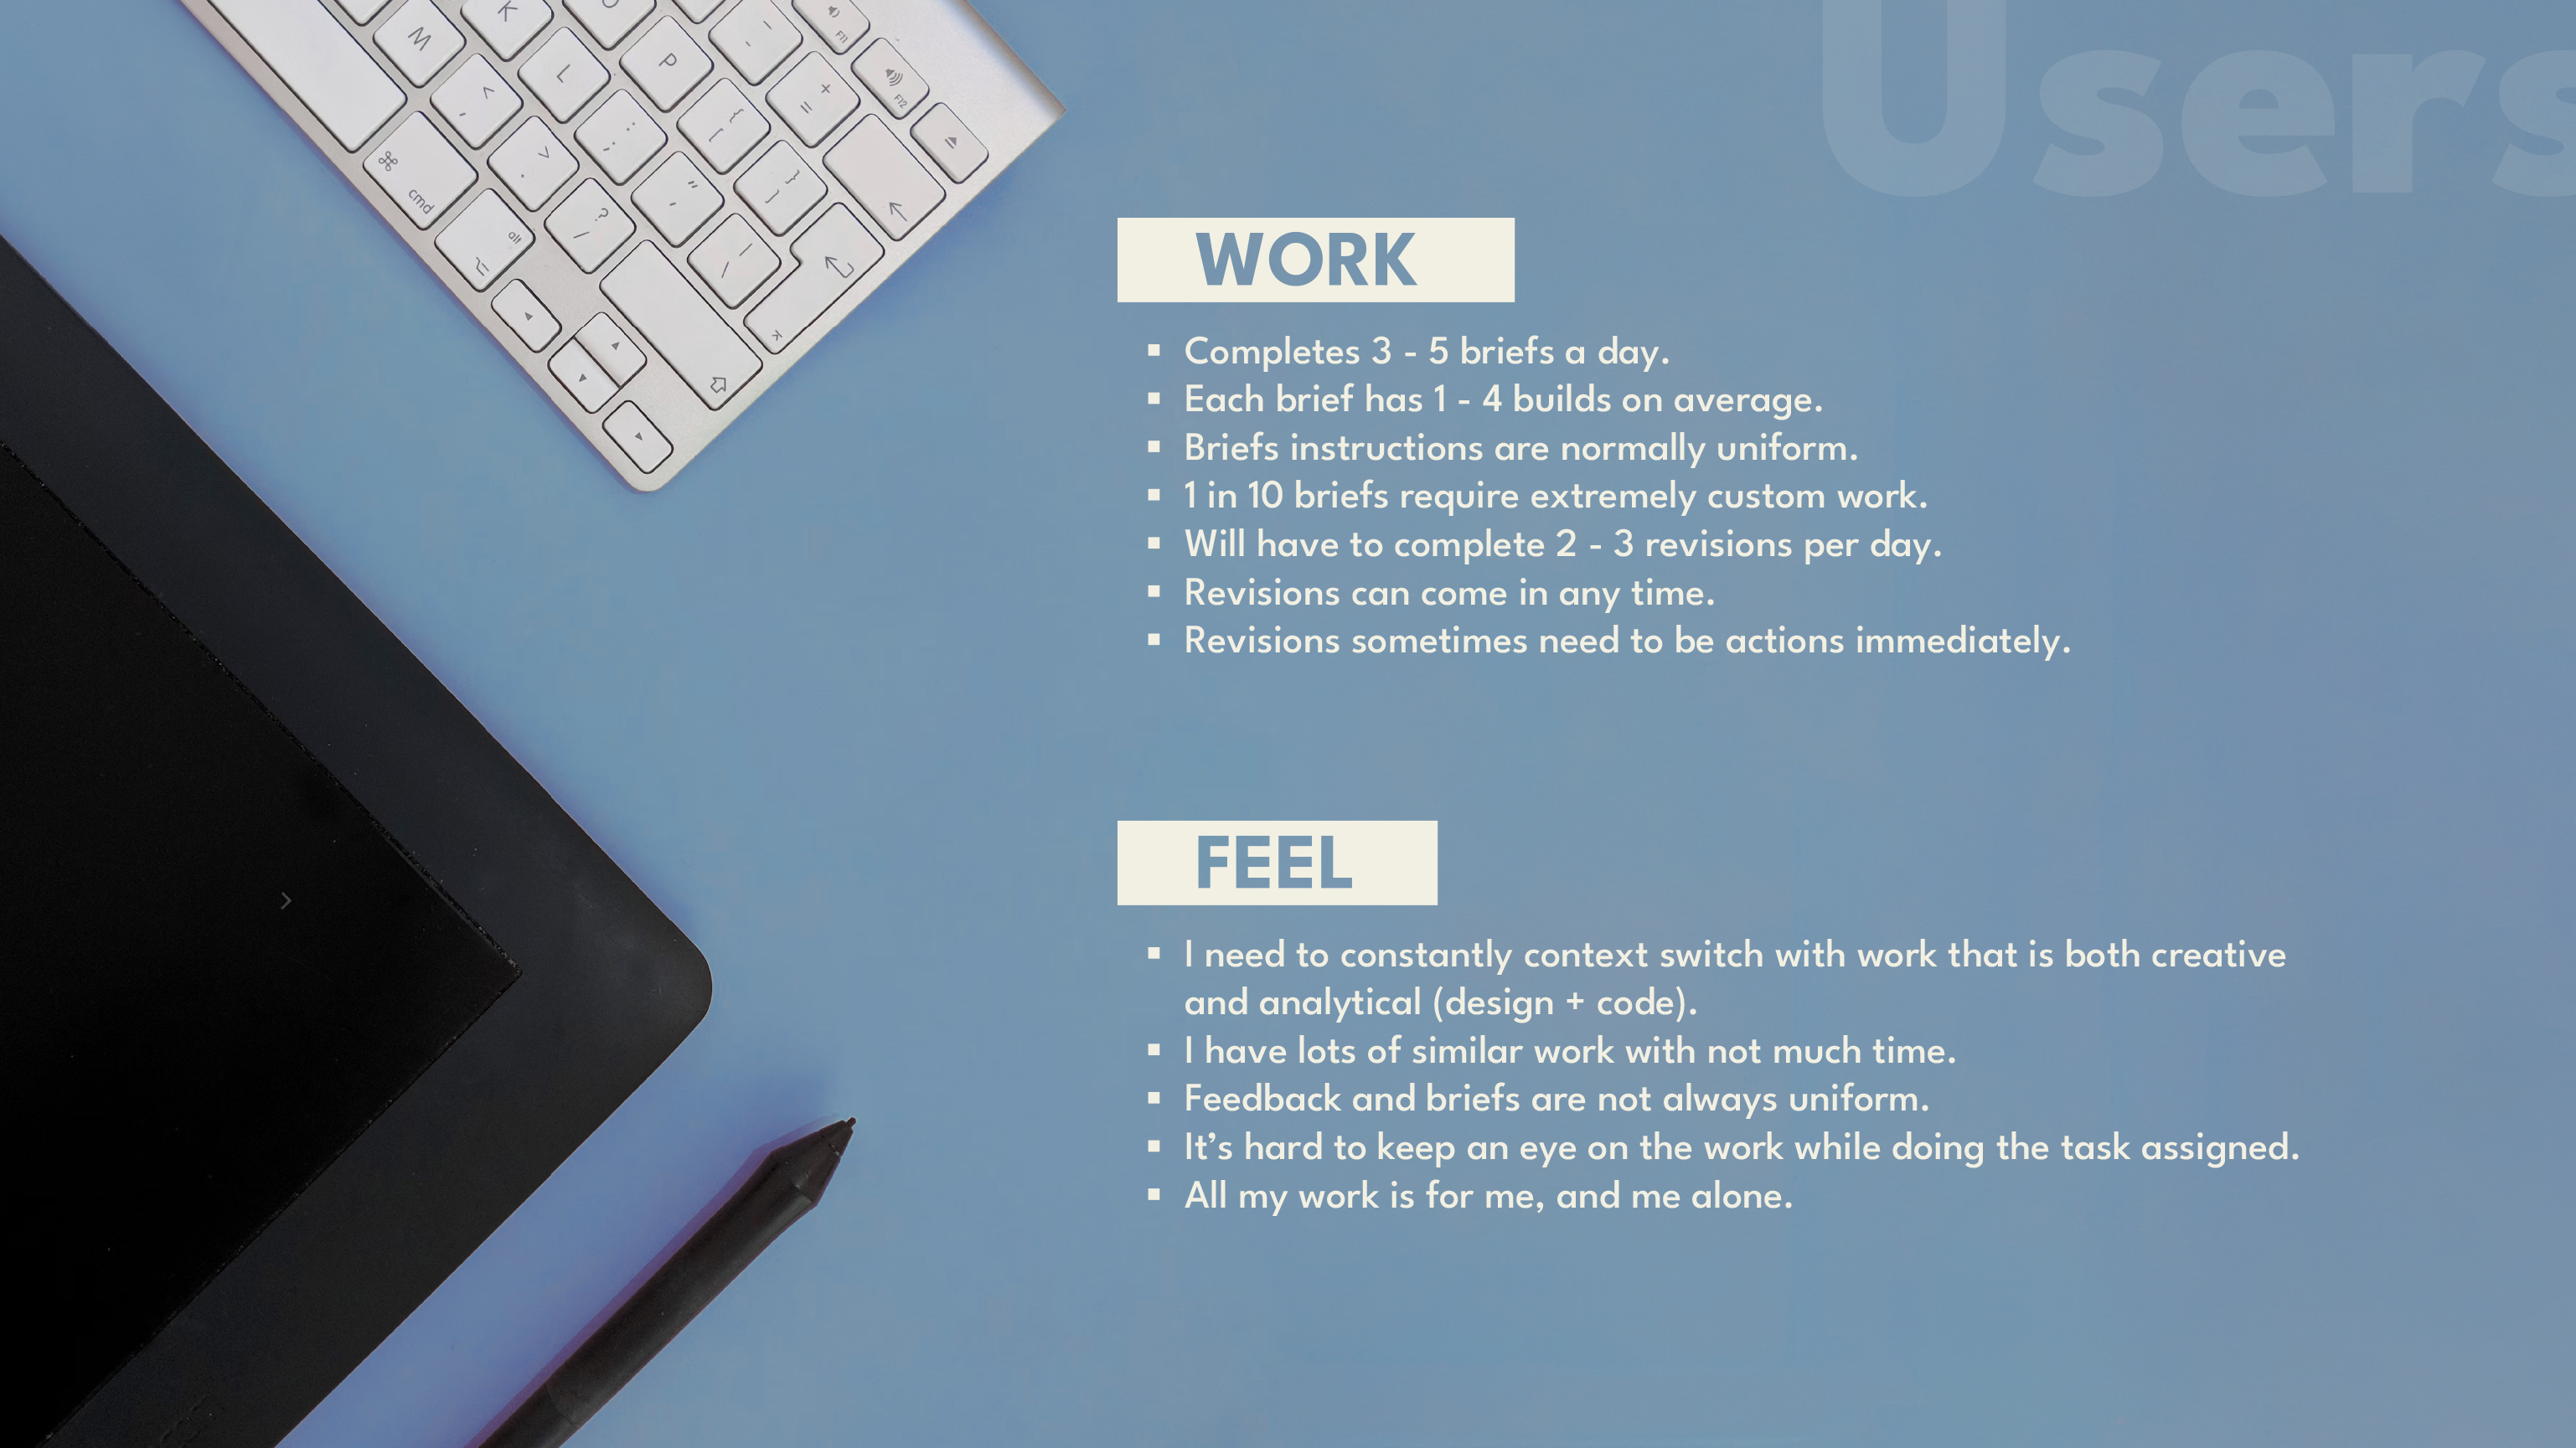 Users
WORK
▪ Completes 3 - 5 briefs a day.
▪ Each brief has 1 - 4 builds on average.
▪ Briefs instructions are normally uniform.
▪ 1 in 10 briefs require extremely custom work.
▪ Will have to complete 2 - 3 revisions per day.
▪ Revisions can come in any time.
▪ Revisions sometimes need to be actions immediately.
FEEL
▪ I need to constantly context switch with work that is both creative
and analytical (design + code).
▪ I have lots of similar work with not much time.
▪ Feedback and briefs are not always uniform.
▪ It’s hard to keep an eye on the work while doing the task assigned.
▪ All my work is for me, and me alone.
M
K
L
P
F11
F12
cmd
alt